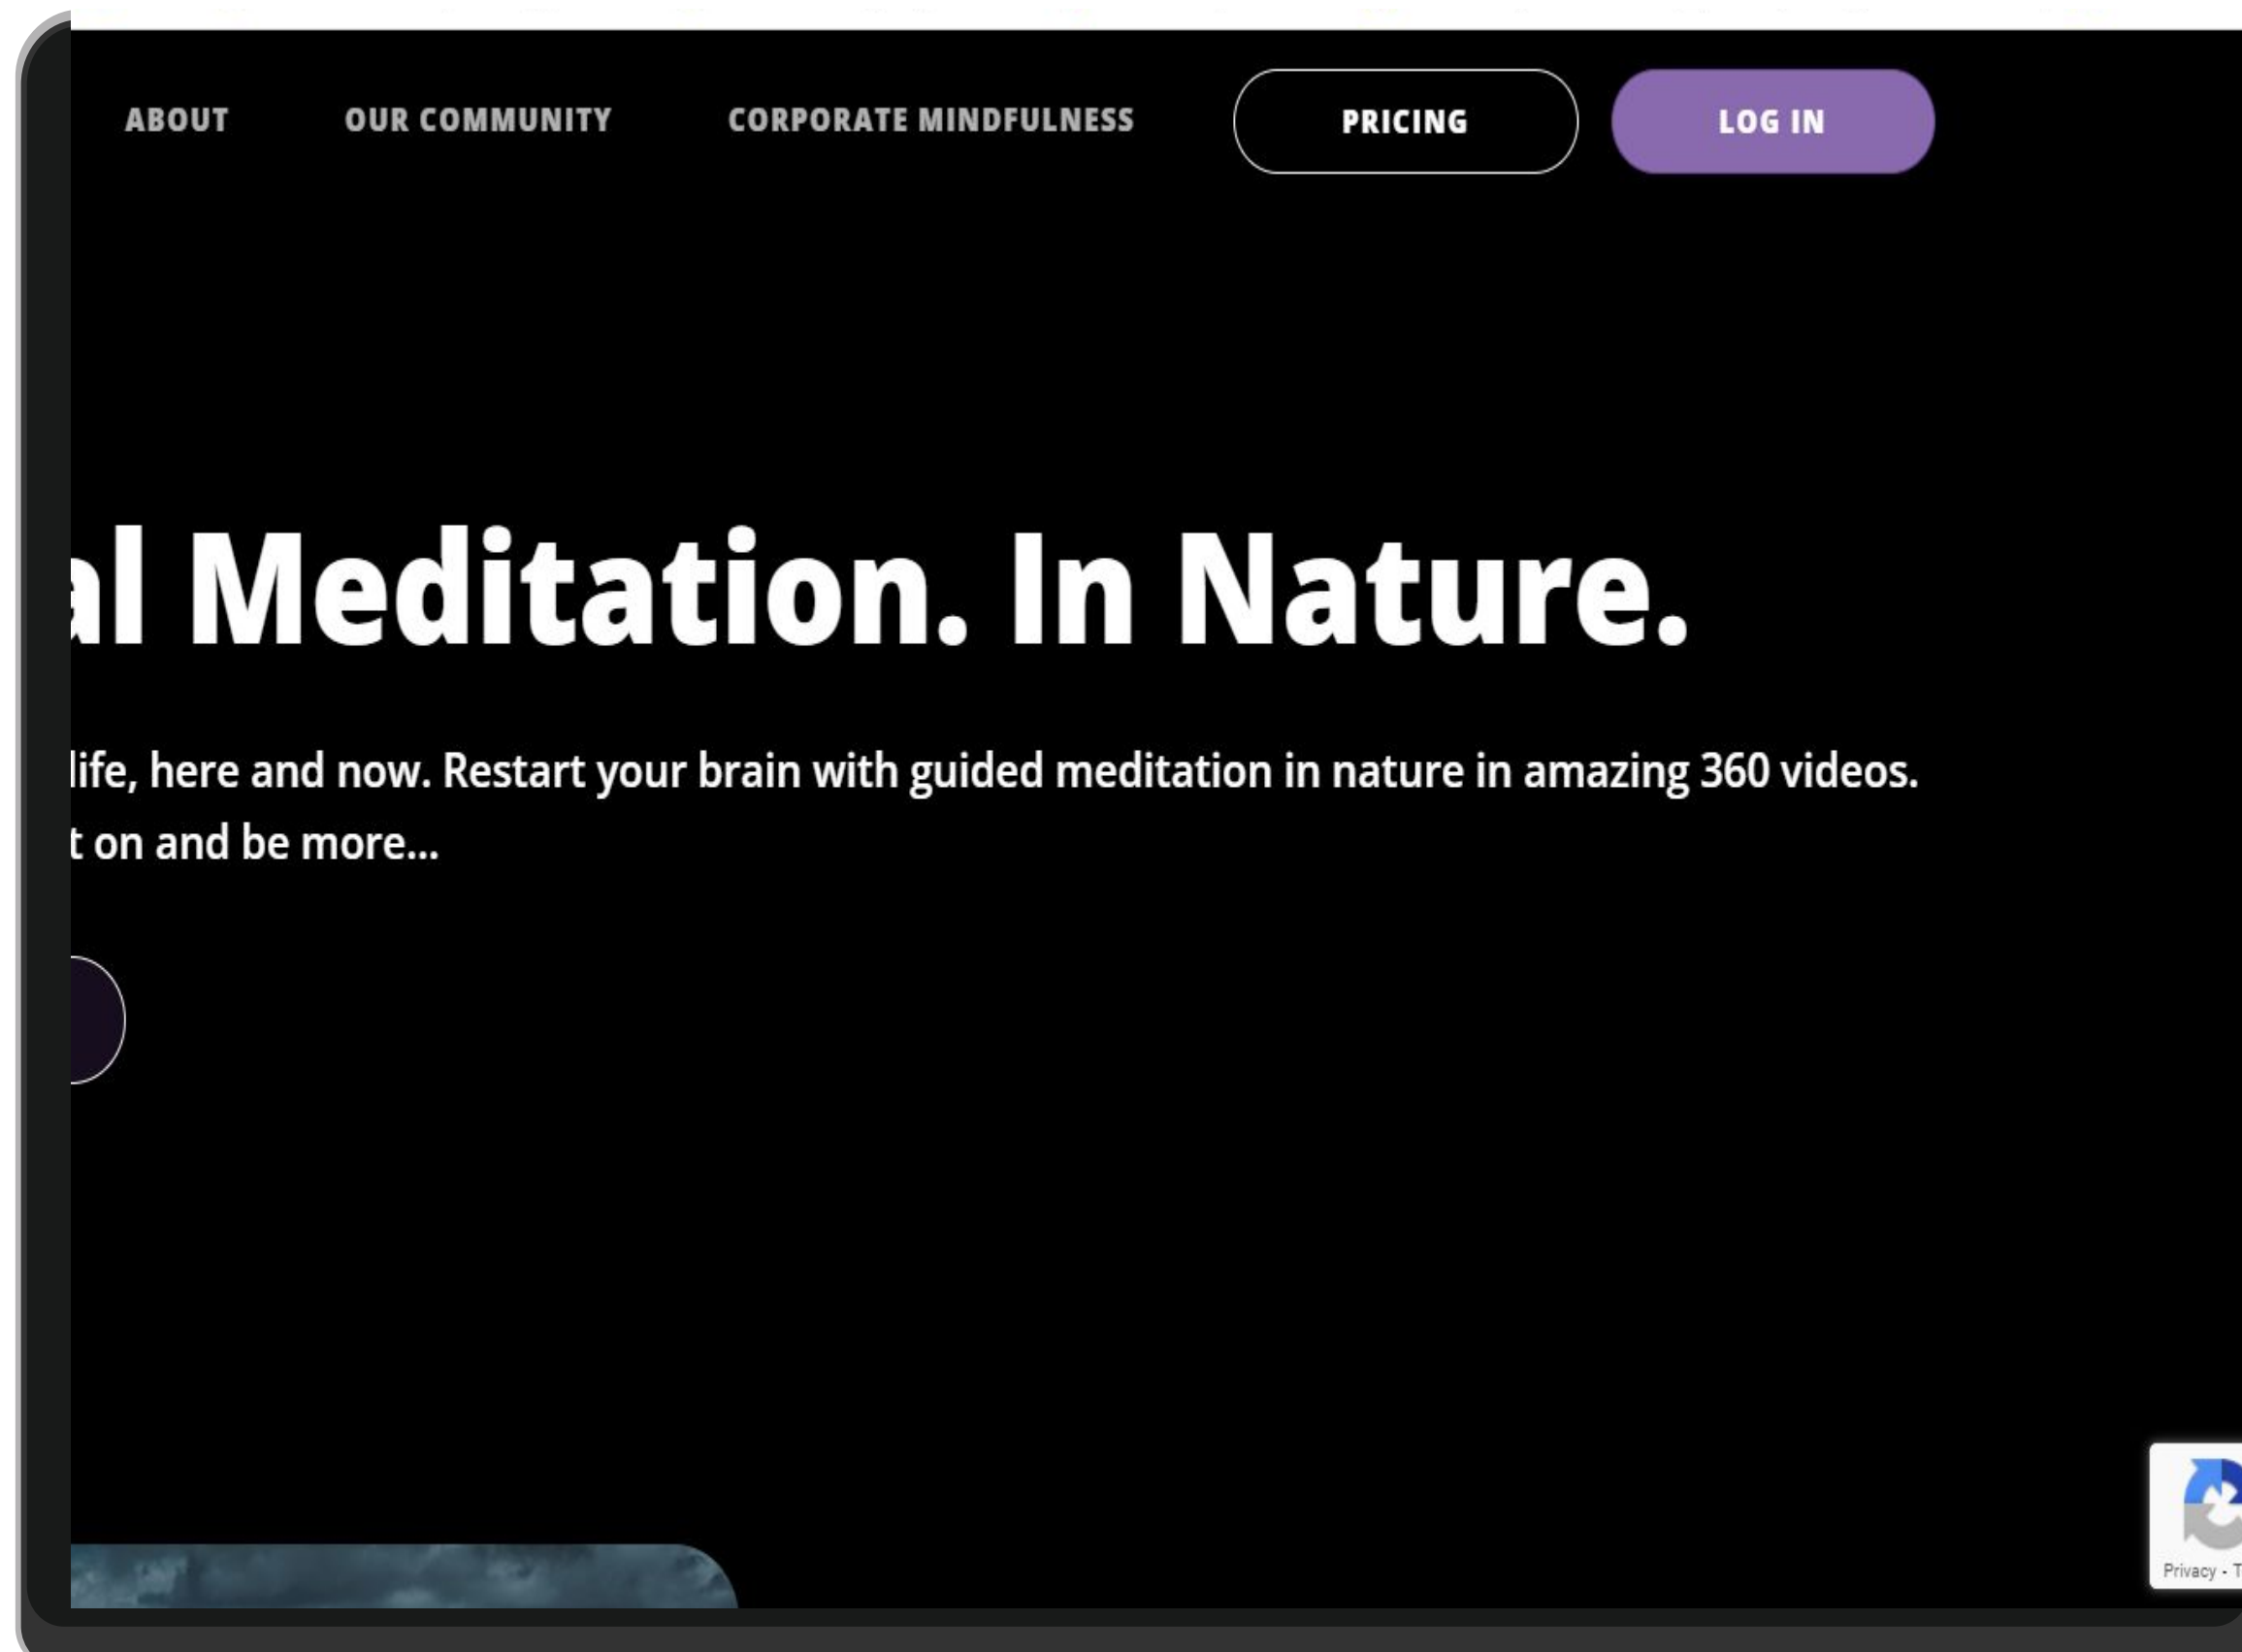 ABOUT OUR COMMUNITY CORPORATE MINDFULNESS PRICING LOG IN
al Meditation. In Nature.
life, here and now. Restart your brain with guided meditation in nature in amazing 360 videos.
t on and be more...
Privacy - T